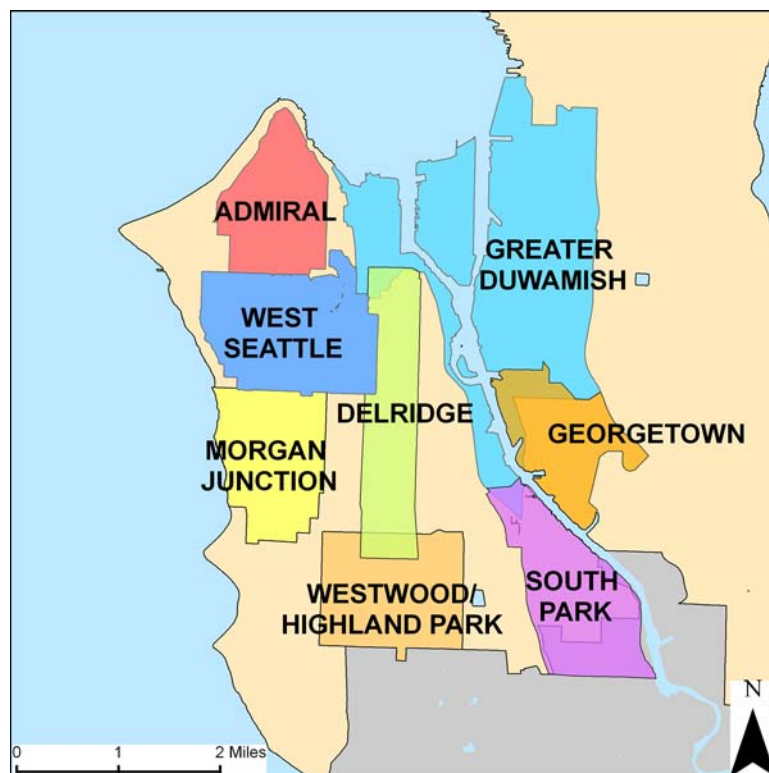 ADMIRAL
GREATER
DUWAMISH
WEST
SEATTLE
DELRIDGE
GEORGETOWN
MORGAN
JUNCTION
SOUTH
PARK
WESTWOOD/
HIGHLAND PARK
N
0 1 2 Miles